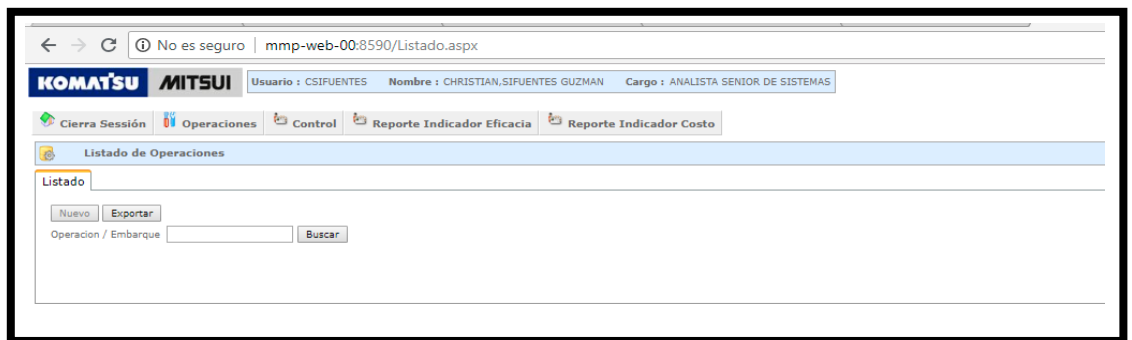 No es seguro | mmp-web-00:8590/Listado.aspx
KOMATSU MITSUI Usuario : CSIFUENTES Nombre : CHRISTIAN,SIFUENTES GUZMAN Cargo : ANALISTA SENIOR DE SISTEMAS
Cierra Sessión Operaciones Control Reporte Indicador Eficacia Reporte Indicador Costo
Listado de Operaciones
Listado
Nuevo Exportar
Operacion / Embarque Buscar